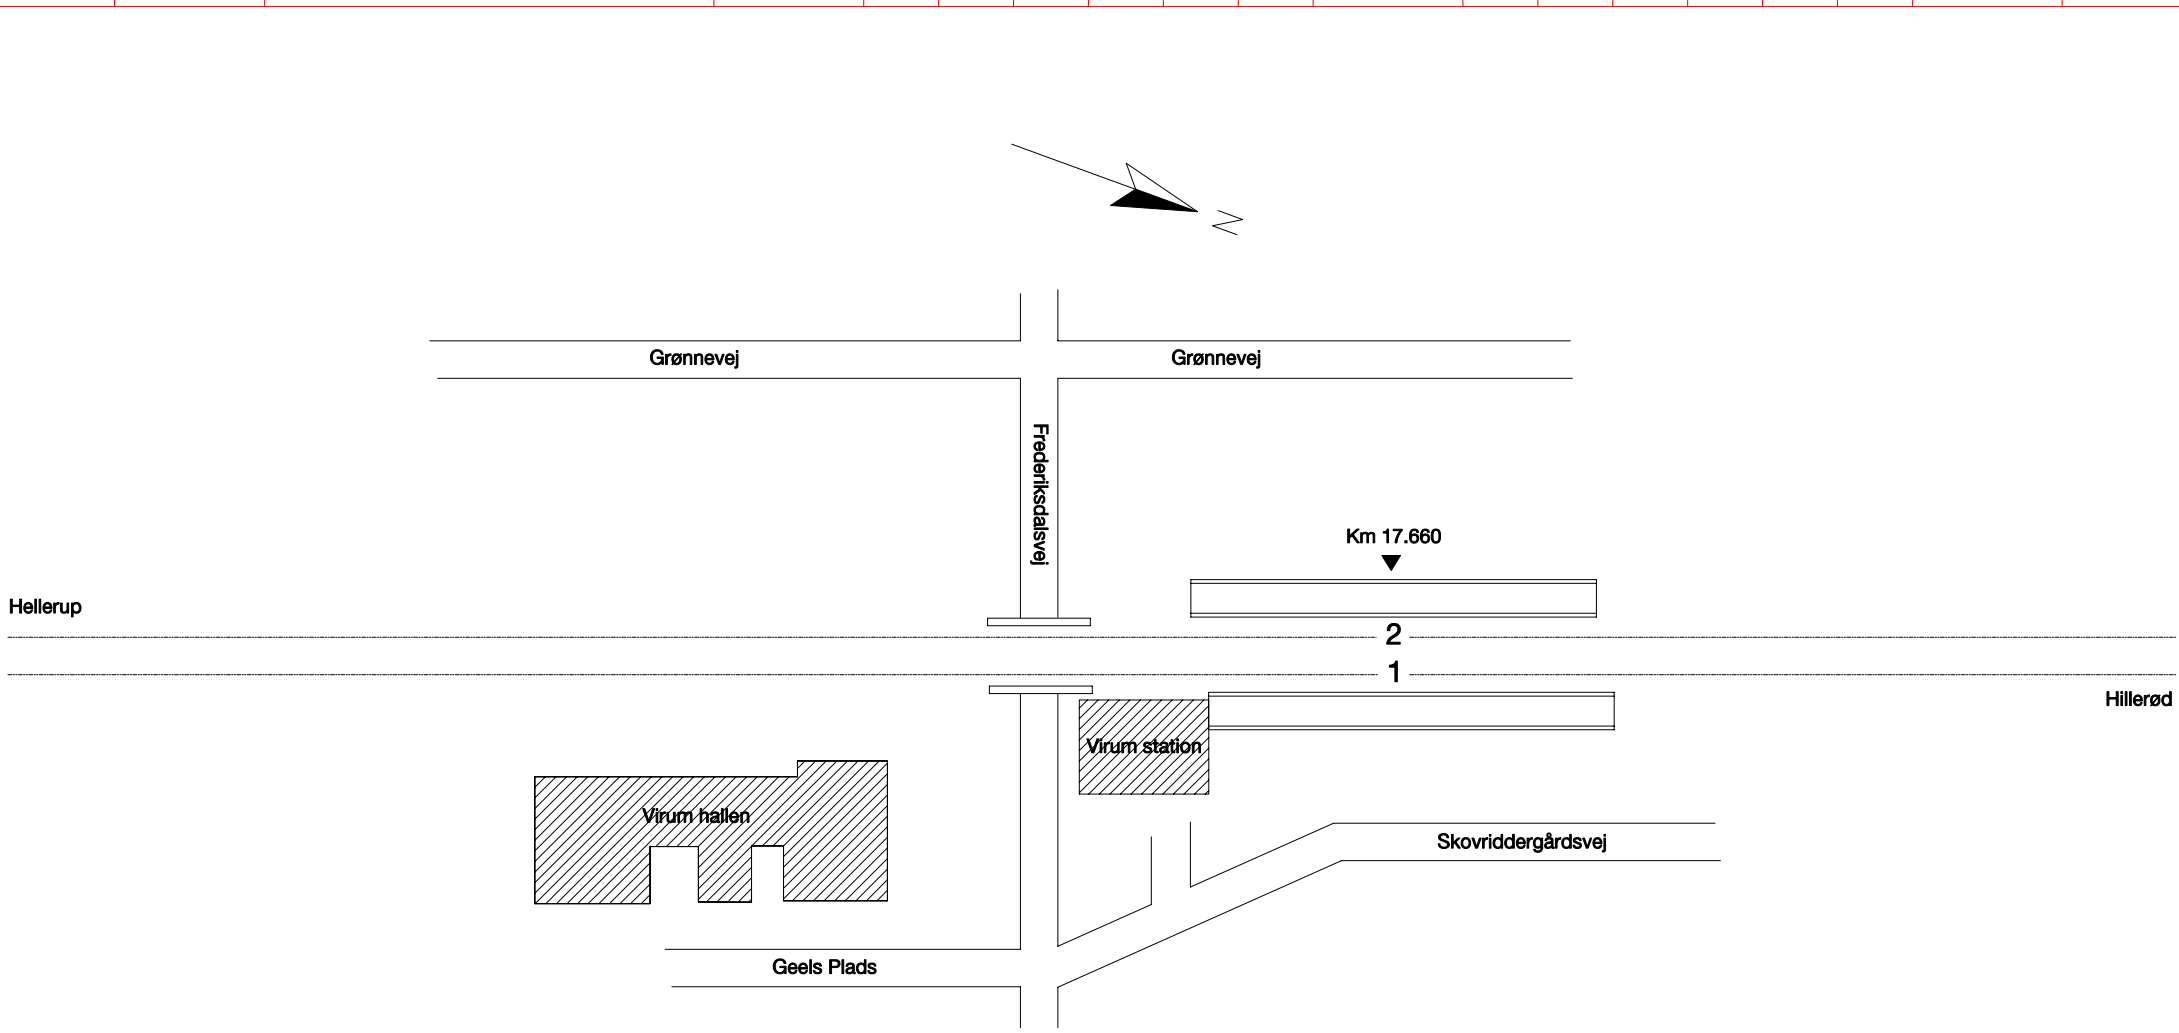 N
Grønnevej
Grønnevej
Frederiksdalsvej
Km 17.660
Hellerup
2
1
Hillerød
Virum station
Virum hallen
Skovriddergårdsvej
Geels Plads